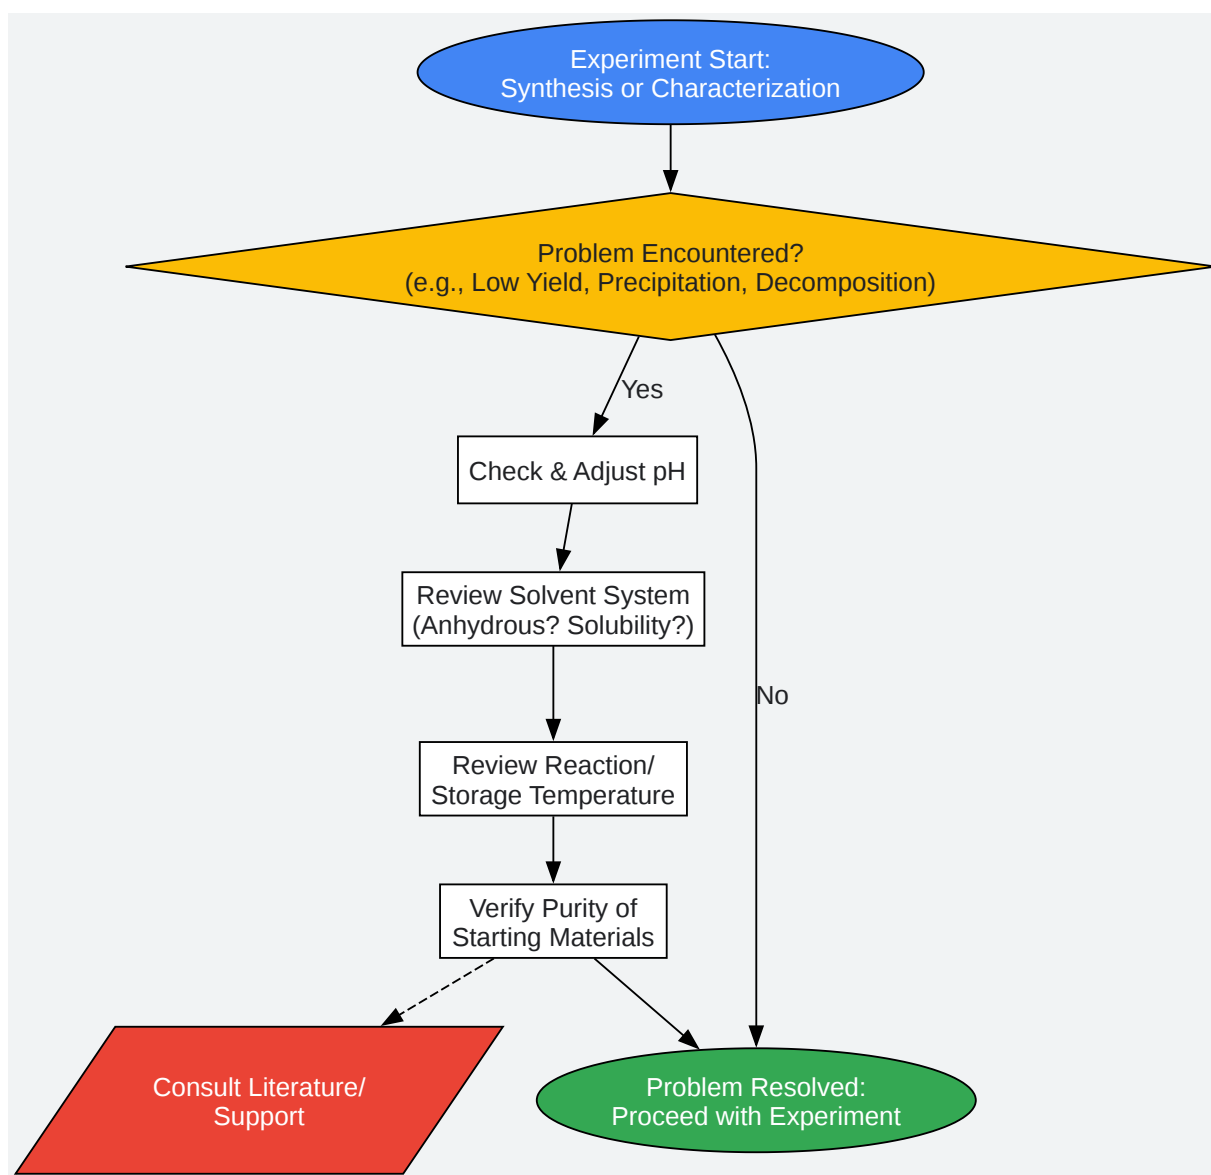 Experiment Start:
Synthesis or Characterization
Problem Encountered?
(e.g., Low Yield, Precipitation, Decomposition)
Yes
Check & Adjust pH
Review Solvent System
(Anhydrous? Solubility?)
No
Review Reaction/
Storage Temperature
Verify Purity of
Starting Materials
Consult Literature/
Support
Problem Resolved:
Proceed with Experiment